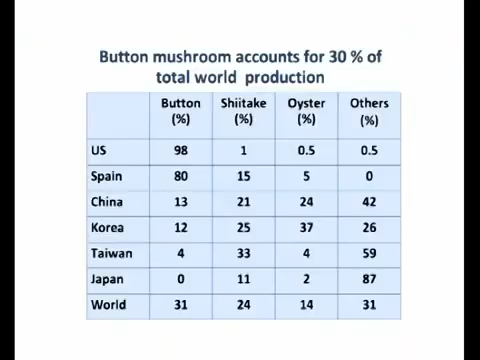 Button mushroom accounts for 30 % of
total world production
Button (%) Shiitake (%) Oyster (%) Others (%)
US 98 1 0.5 0.5
Spain 80 15 5 0
China 13 21 24 42
Korea 12 25 37 26
Taiwan 4 33 4 59
Japan 0 11 2 87
World 31 24 14 31